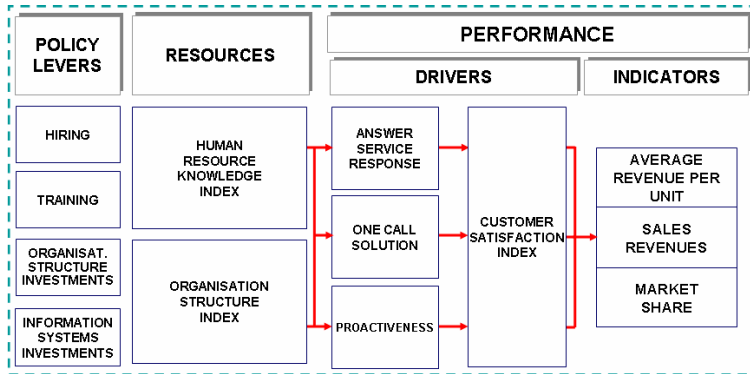 POLICY
LEVERS
RESOURCES
PERFORMANCE
DRIVERS
INDICATORS
HIRING
TRAINING
ORGANISAT.
STRUCTURE
INVESTMENTS
INFORMATION
SYSTEMS
INVESTMENTS
HUMAN
RESOURCE
KNOWLEDGE
INDEX
ORGANISATION
STRUCTURE
INDEX
ANSWER
SERVICE
RESPONSE
ONE CALL
SOLUTION
PROACTIVENESS
CUSTOMER
SATISFACTION
INDEX
AVERAGE
REVENUE PER
UNIT
SALES
REVENUES
MARKET
SHARE